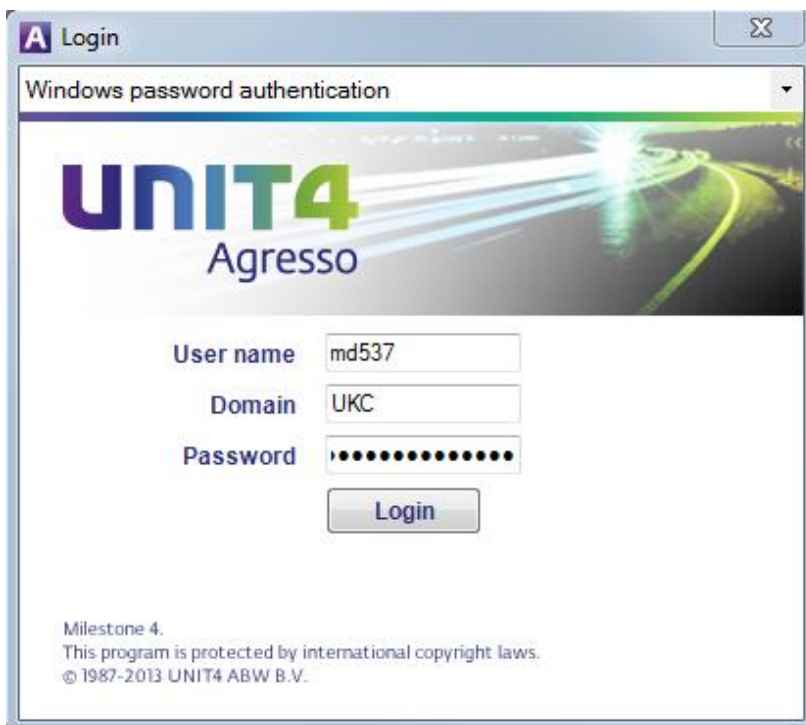 Login
Windows password authentication
UNIT4
Agresso
User name md537
Domain UKC
Password
Login
Milestone 4.
This program is protected by international copyright laws.
© 1987-2013 UNIT4 ABW B.V.